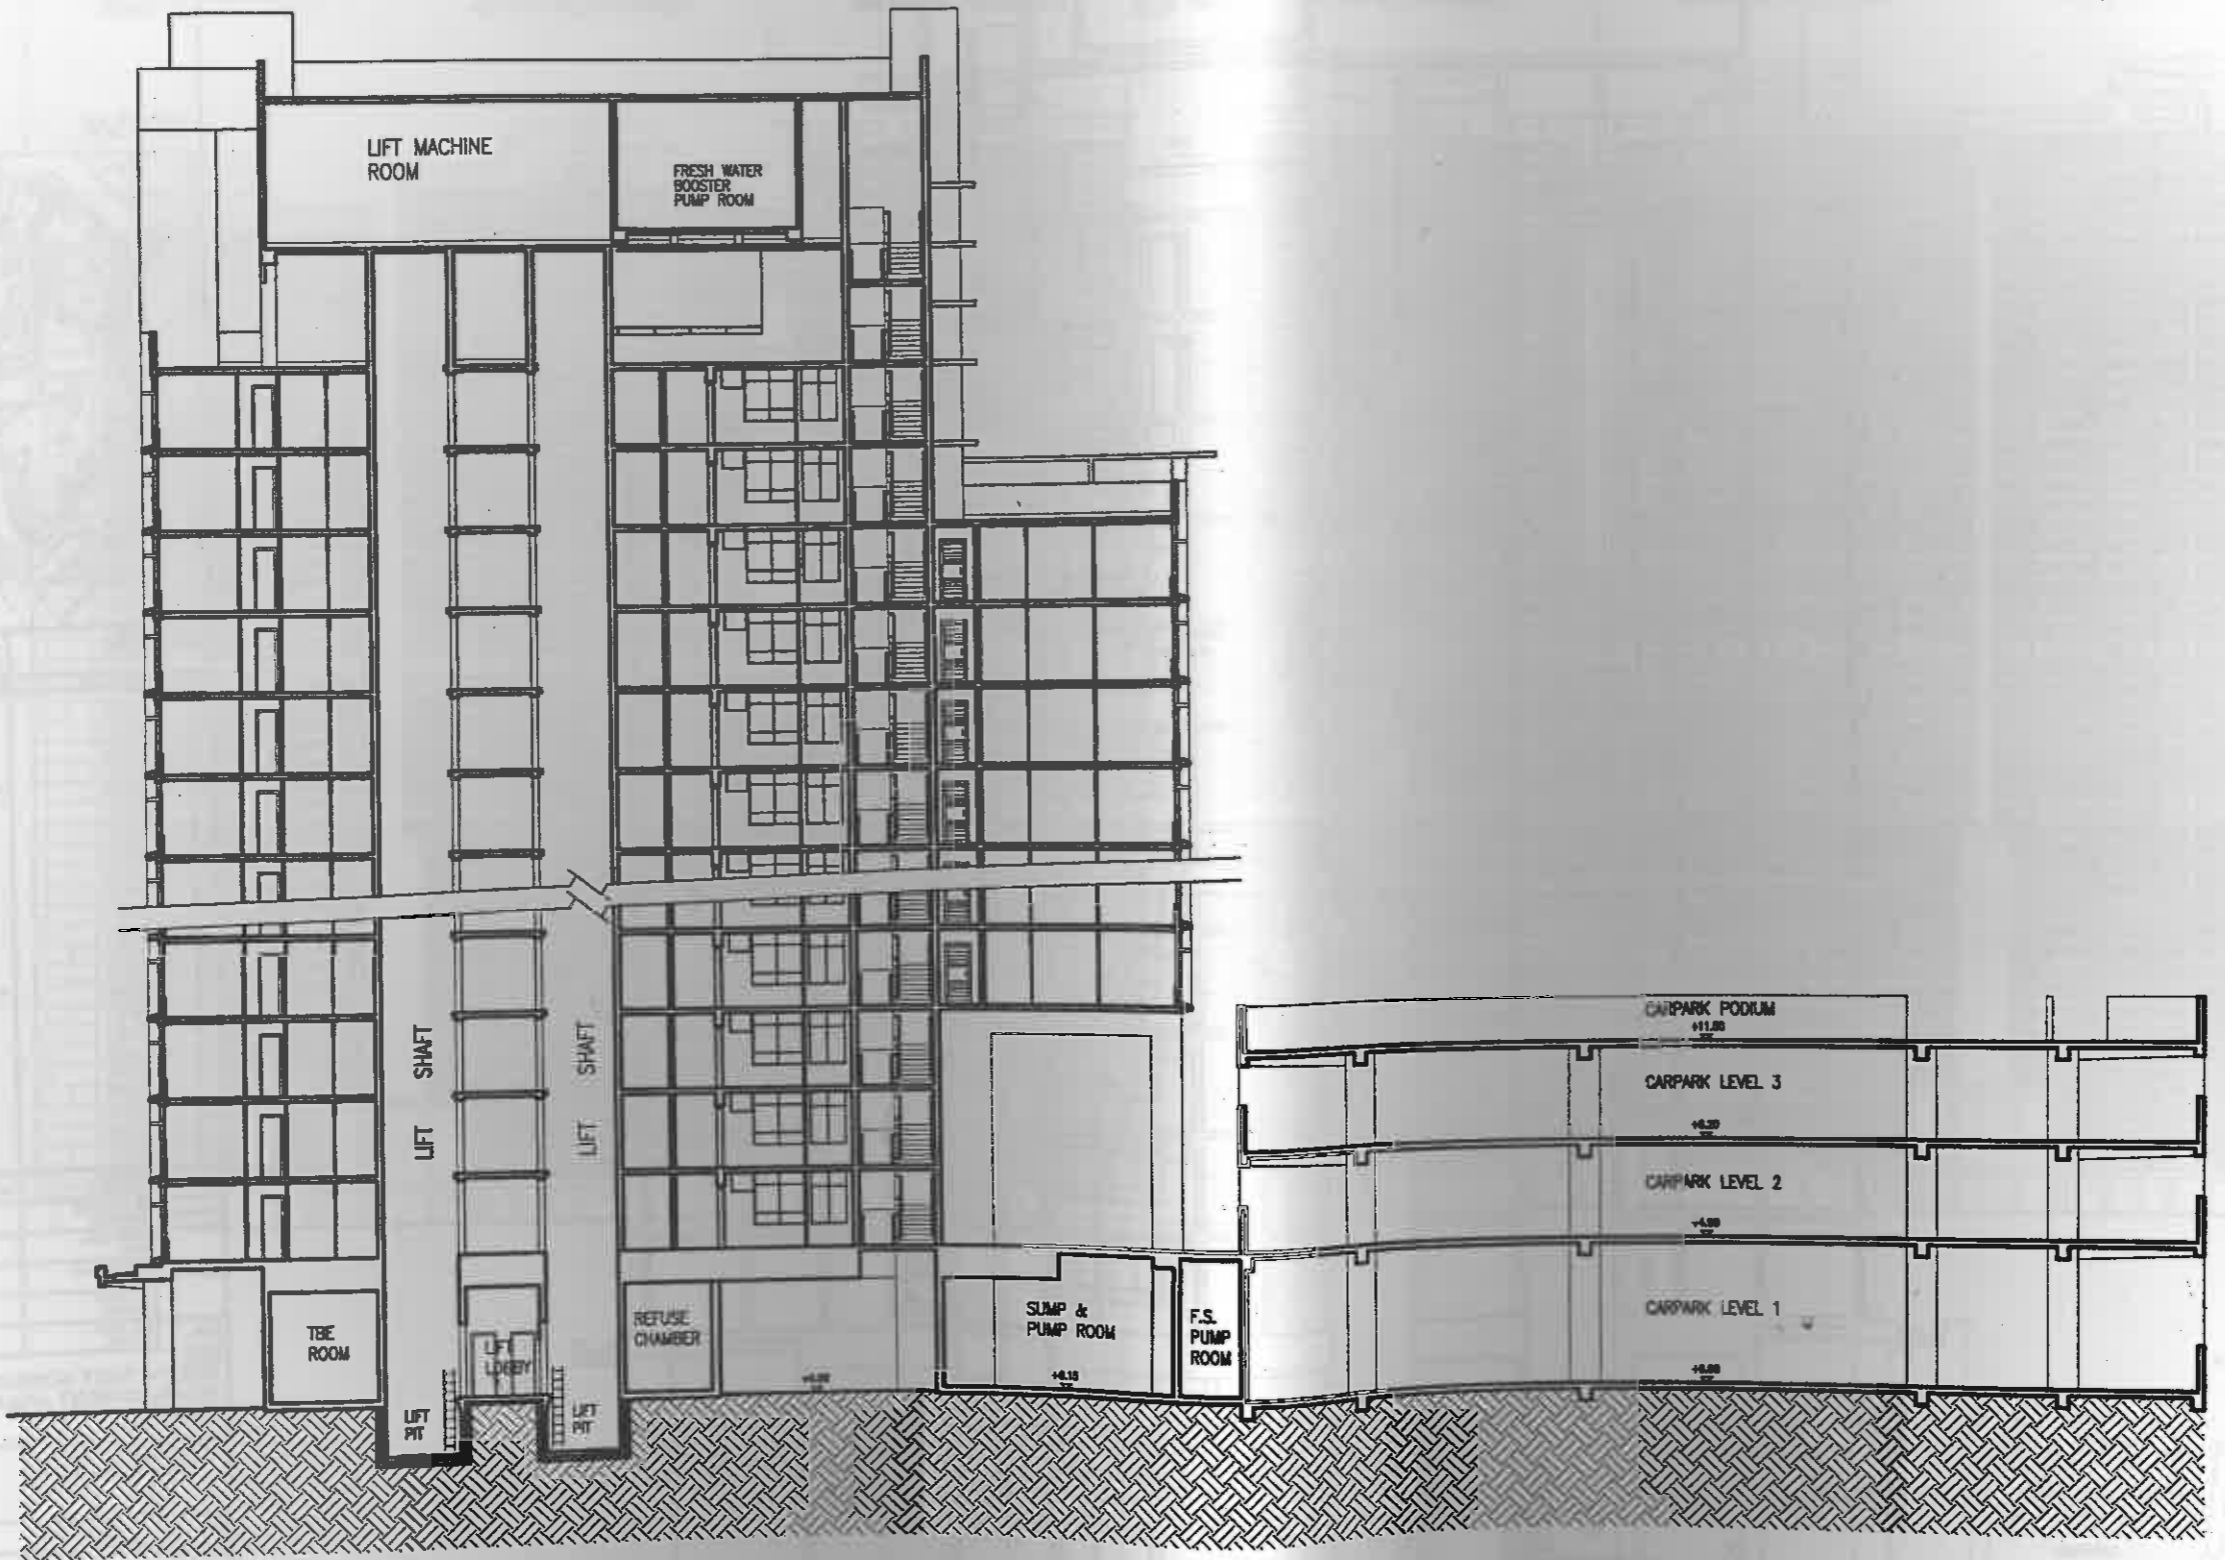 LIFT MACHINE
ROOM
FRESH WATER
BOOSTER
PUMP ROOM
LIFT SHAFT
LIFT SHAFT
CARPARK PODIUM
CARPARK LEVEL 3
CARPARK LEVEL 2
CARPARK LEVEL 1
TBE
ROOM
LIFT
LOBBY
REFUSE
CHAMBER
SUMP &
PUMP ROOM
F.S.
PUMP
ROOM
LIFT
PIT
LIFT
PIT